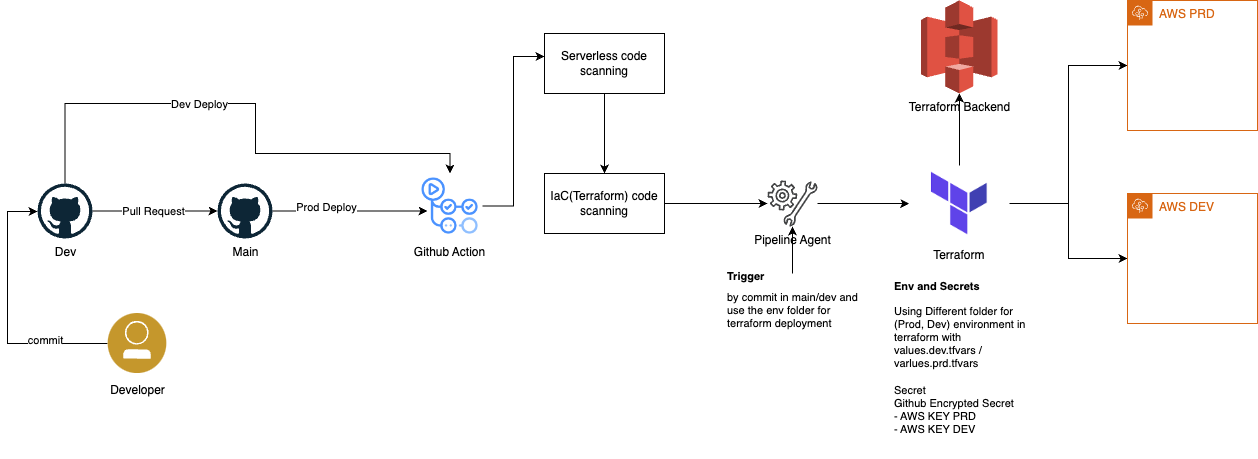 AWS PRD
Serverless code
scanning
Dev Deploy
Terraform Backend
IaC(Terraform) code
scanning
Pull Request
Prod Deploy
AWS DEV
Dev
Main
Github Action
Pipeline Agent
Terraform
Trigger
by commit in main/dev and
use the env folder for
terraform deployment
Env and Secrets
Using Different folder for
(Prod, Dev) environment in
terraform with
values.dev.tfvars /
varlues.prd.tfvars
Secret
Github Encrypted Secret
- AWS KEY PRD
- AWS KEY DEV
commit
Developer